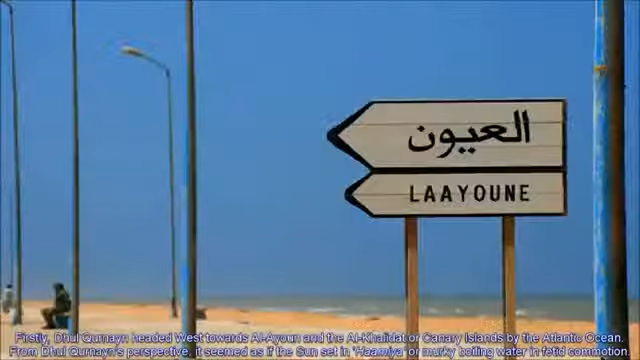 العيون
LAAYOUNE
Firstly, Dhul Qurnayn headed West towards Al-Ayoun and the Al-Khalidat or Canary Islands by the Atlantic Ocean.
From Dhul Qurnayn's perspective, it seemed as if the Sun set in 'Haamiya' or murky boiling water in fetid commotion.